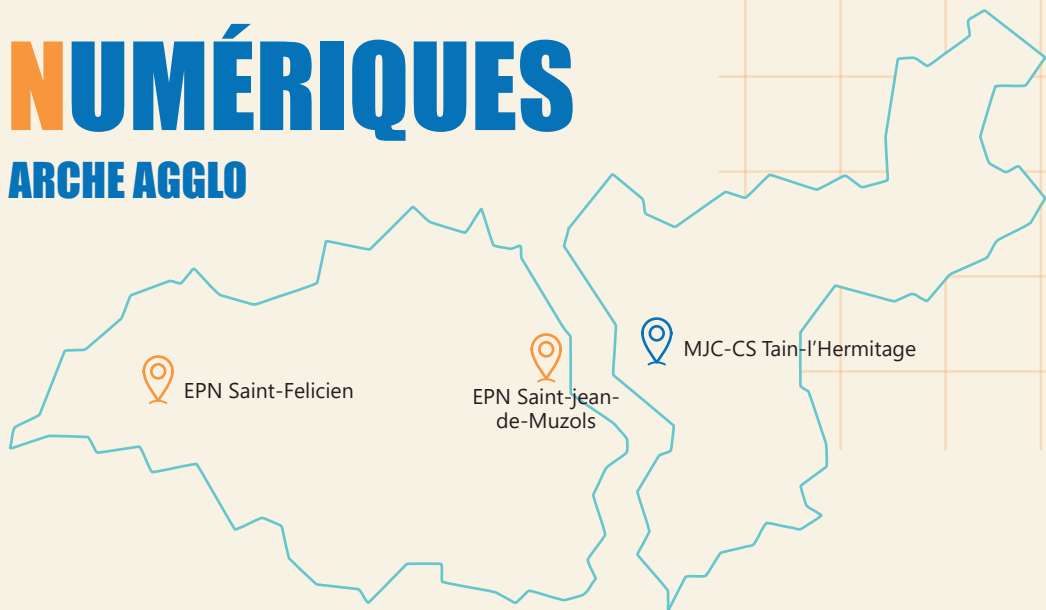 NUMÉRIQUES
ARCHE AGGLO
MJC-CS Tain-l'Hermitage
EPN Saint-Felicien
EPN Saint-jean-
de-Muzols